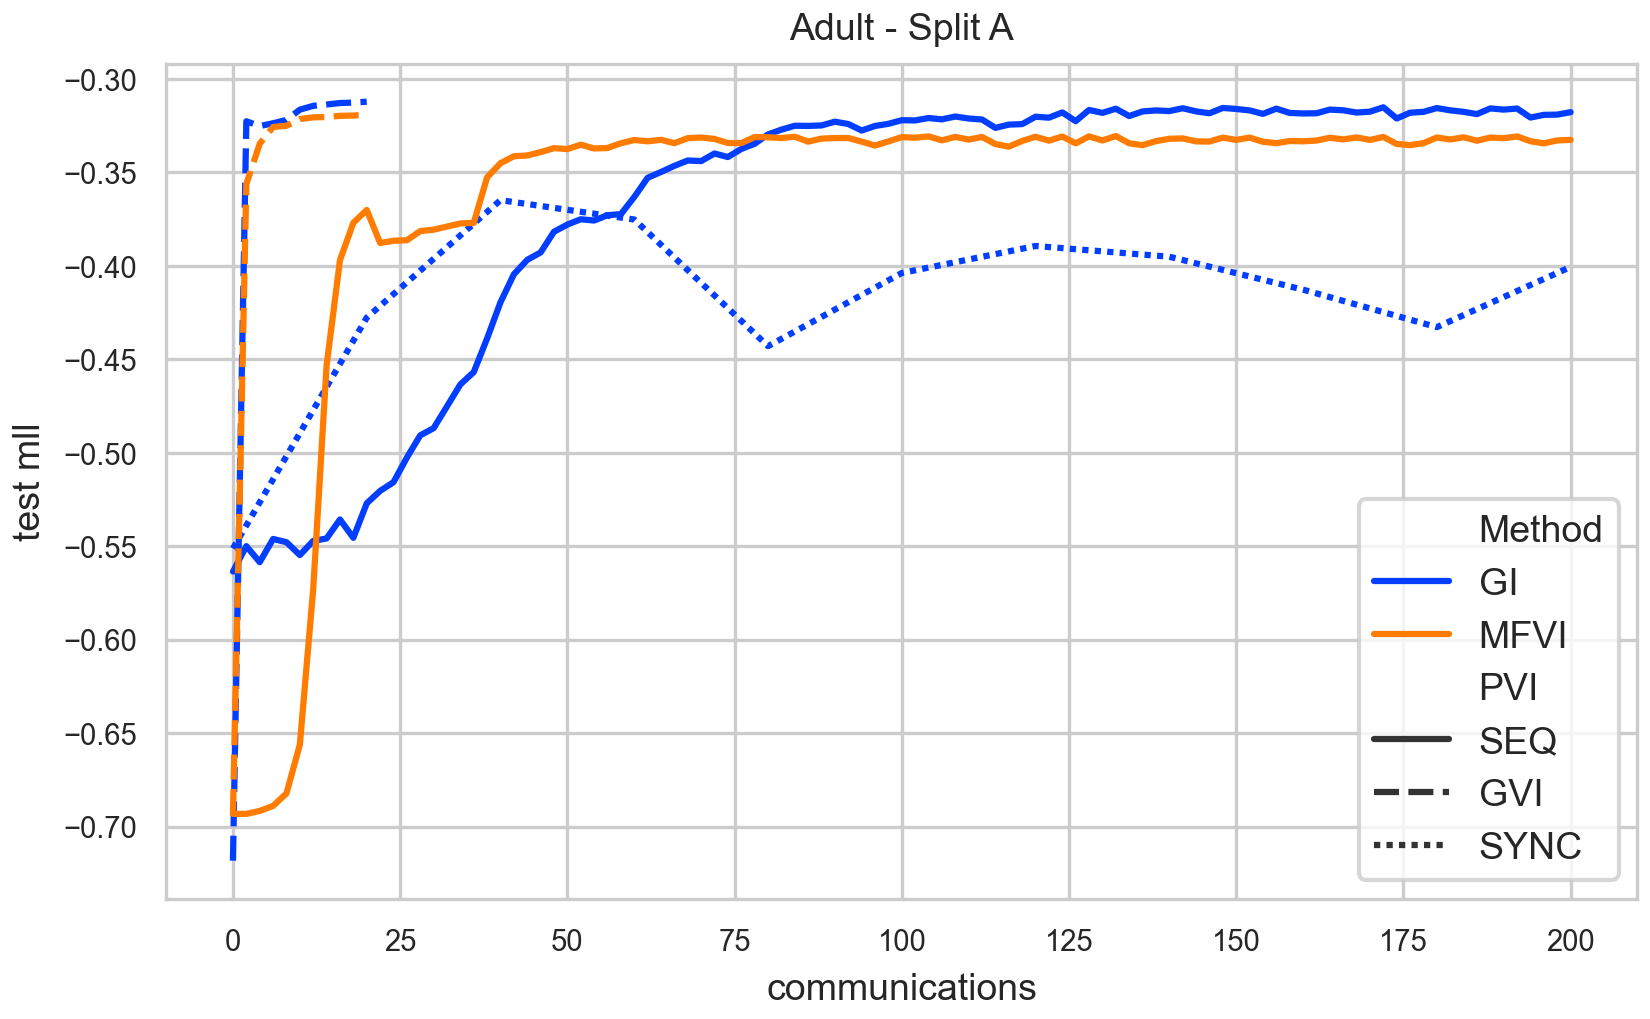 Adult - Split A
−0.30
−0.35
−0.40
−0.45
−0.50
−0.55
−0.60
−0.65
−0.70
test mll
0 25 50 75 100 125 150 175 200
communications
Method
GI
MFVI
PVI
SEQ
GVI
SYNC